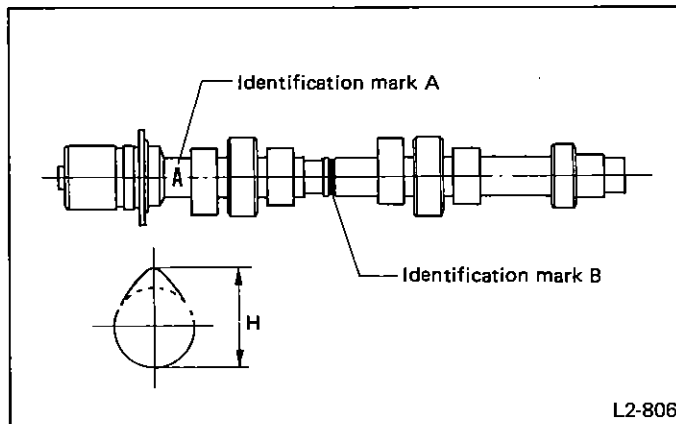 Identification mark A
A
Identification mark B
H
L2-806